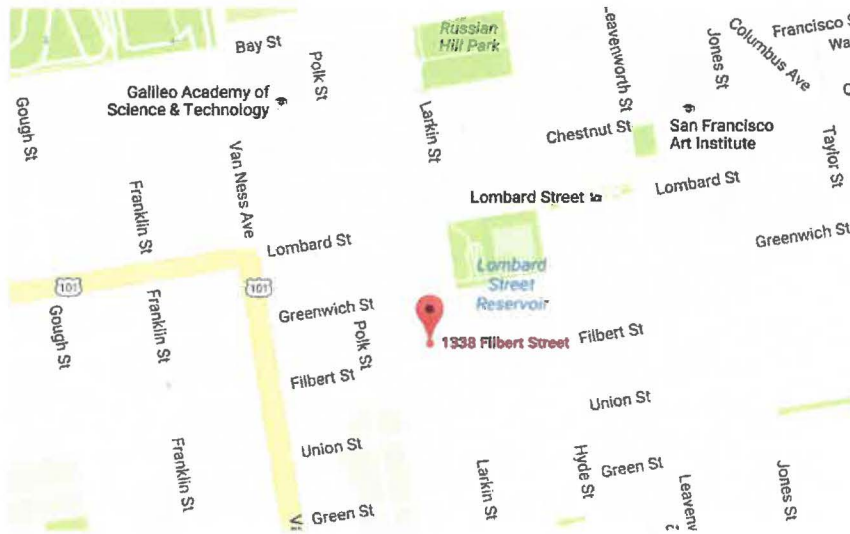 Bay St
Polk St
Russian
Hill Park
Leavenworth St
Jones St
Columbus Ave
Francisco S
Wa
Galileo Academy of
Science & Technology
Gough St
Larkin St
Chestnut St
San Francisco
Art Institute
Taylor St
Van Ness Ave
Franklin St
Lombard Street
Lombard St
Lombard St
Greenwich St
Lombard
Street
Reservoir
101
101
Franklin St
Gough St
Greenwich St
Polk St
1338 Filbert Street
Filbert St
Filbert St
Union St
Union St
Franklin St
Larkin St
Hyde St
Green St
Leavenw
Jones St
Green St